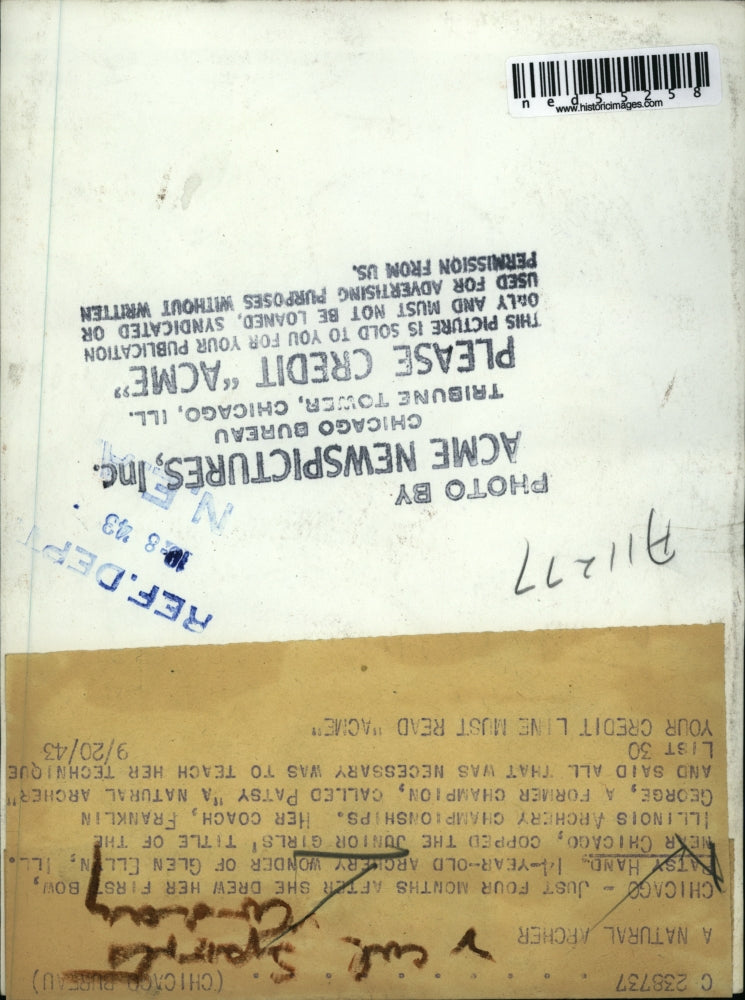 ned55258
www.historicimages.com
C 238737 . . . . . . . . . (CHICAGO BUREAU)
A NATURAL ARCHER
CHICAGO - JUST FOUR MONTHS AFTER SHE DREW HER FIRST BOW,
PATSY HAND, 14-YEAR-OLD ARCHERY WONDER OF GLEN ELLEN, ILL.
NEAR CHICAGO, COPPED THE JUNIOR GIRLS' TITLE OF THE
ILLINOIS ARCHERY CHAMPIONSHIPS. HER COACH, FRANKLIN
GEORGE, A FORMER CHAMPION, CALLED PATSY "A NATURAL ARCHER"
AND SAID ALL THAT WAS NECESSARY WAS TO TEACH HER TECHNIQUE
LIST 30 9/20/43
YOUR CREDIT LINE MUST READ "ACME"
A11277
REF. DEPT
8 '43
N.E.A.
PHOTO BY
ACME NEWSPICTURES, Inc.
CHICAGO BUREAU
TRIBUNE TOWER, CHICAGO, ILL.
PLEASE CREDIT "ACME"
THIS PICTURE IS SOLD TO YOU FOR YOUR PUBLICATION
ONLY AND MUST NOT BE LOANED, SYNDICATED OR
USED FOR ADVERTISING PURPOSES WITHOUT WRITTEN
PERMISSION FROM US.